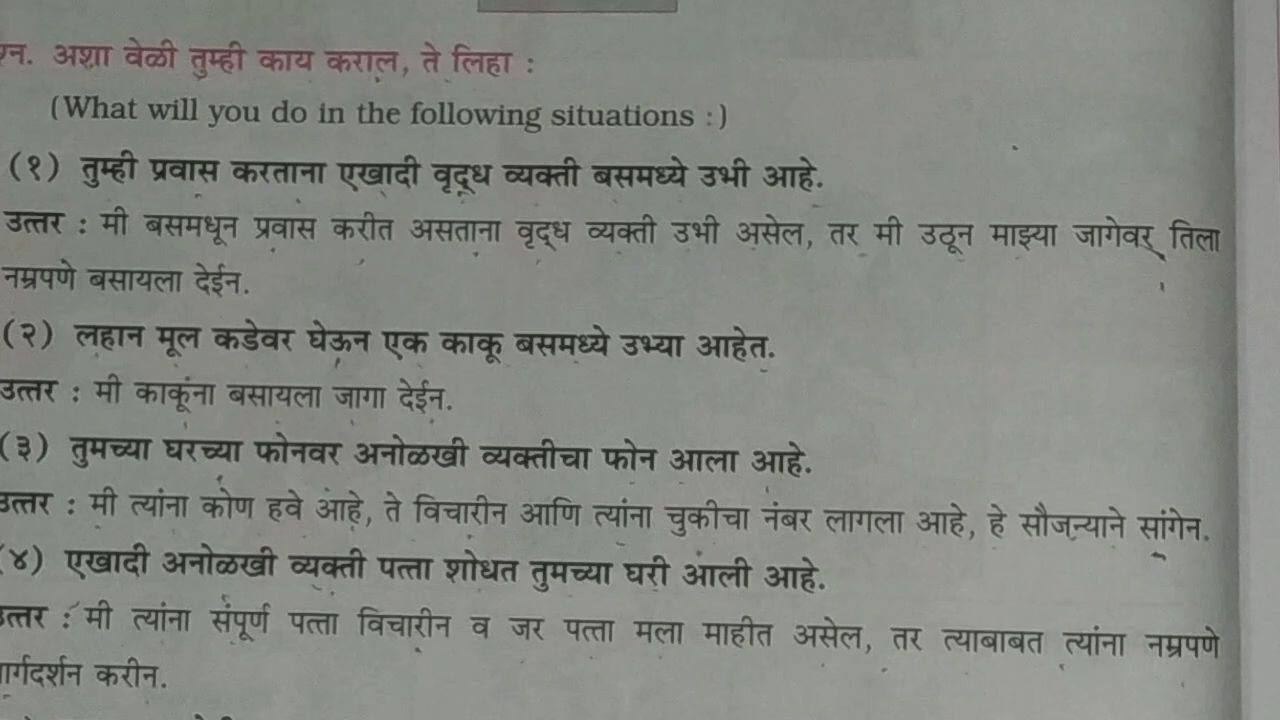 अशा वेळी तुम्ही काय कराल, ते लिहा :
(What will you do in the following situations :)
(१) तुम्ही प्रवास करताना एखादी वृद्ध व्यक्ती बसमध्ये उभी आहे.
उत्तर : मी बसमधून प्रवास करीत असताना वृद्ध व्यक्ती उभी असेल, तर मी उठून माझ्या जागेवर तिला
नम्रपणे बसायला देईन.
(२) लहान मूल कडेवर घेऊन एक काकू बसमध्ये उभ्या आहेत.
उत्तर : मी काकूंना बसायला जागा देईन.
(३) तुमच्या घरच्या फोनवर अनोळखी व्यक्तीचा फोन आला आहे.
उत्तर : मी त्यांना कोण हवे आहे, ते विचारीन आणि त्यांना चुकीचा नंबर लागला आहे, हे सौजन्याने सांगेन.
(४) एखादी अनोळखी व्यक्ती पत्ता शोधत तुमच्या घरी आली आहे.
उत्तर : मी त्यांना संपूर्ण पत्ता विचारीन व जर पत्ता मला माहीत असेल, तर त्याबाबत त्यांना नम्रपणे
मार्गदर्शन करीन.